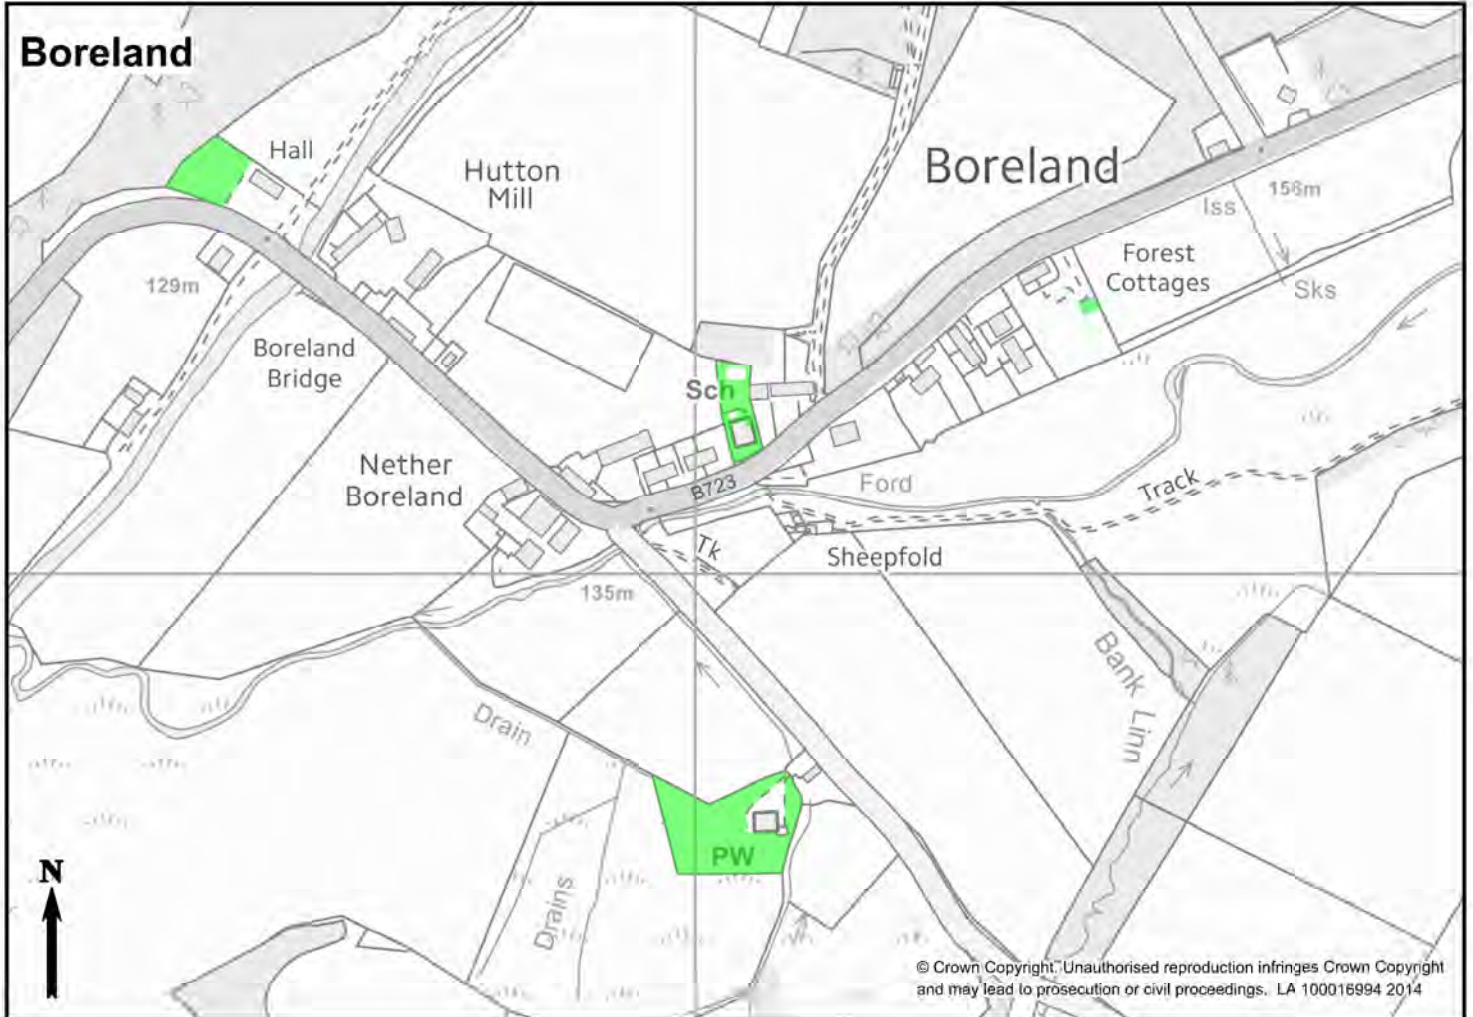 Boreland
Hall
Hutton
Mill
Boreland
156m
Iss
Forest
Cottages
Sks
129m
Boreland
Bridge
Sch
Nether
Boreland
B723
Ford
Track
Tk
Sheepfold
135m
Bank Linn
Drain
PW
Drains
N
© Crown Copyright. Unauthorised reproduction infringes Crown Copyright
and may lead to prosecution or civil proceedings. LA 100016994 2014